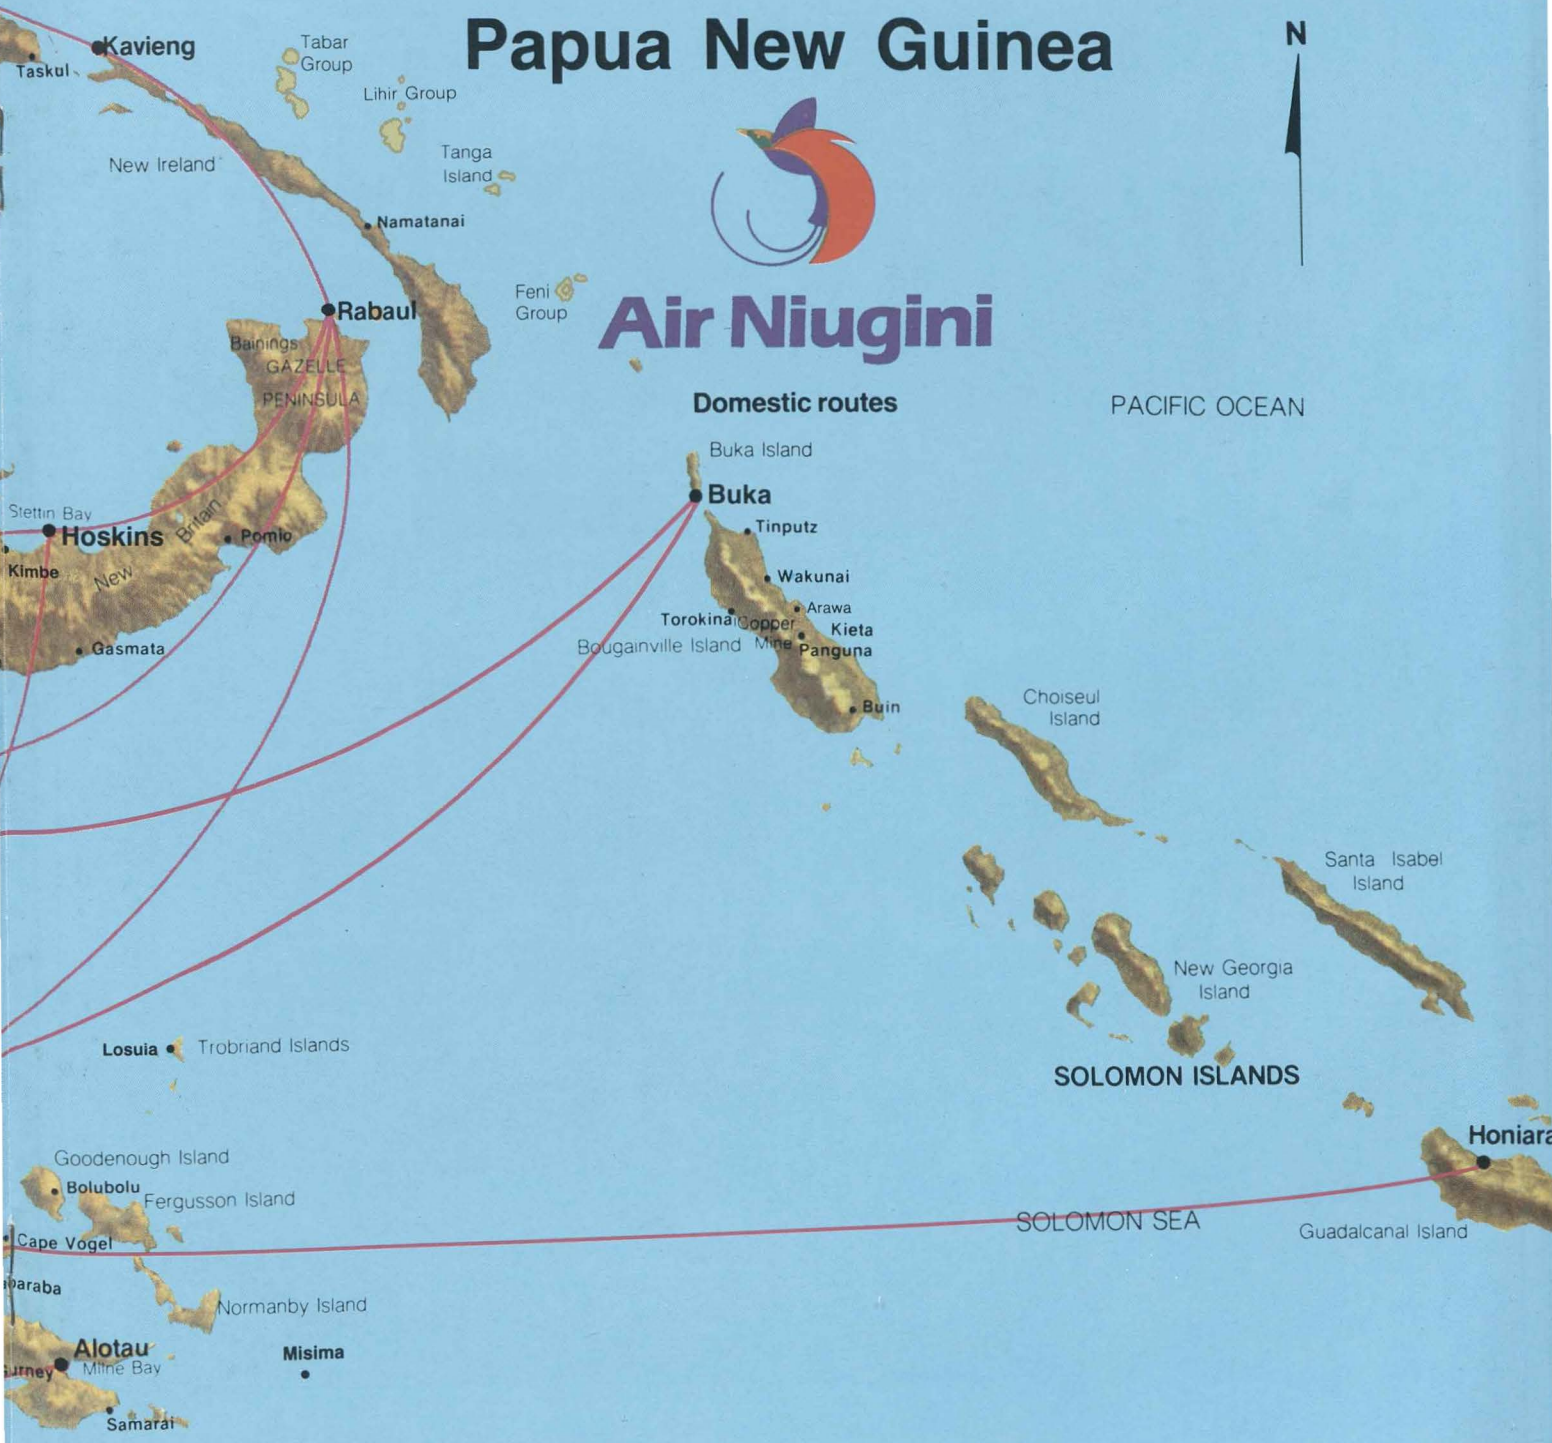 Papua New Guinea
N
Kavieng
Taskul
Tabar
Group
Lihir Group
New Ireland
Tanga
Island
Namatanai
Rabaul
Feni
Group
Air Niugini
Bainings
GAZELLE
PENINSULA
Domestic routes
PACIFIC OCEAN
Buka Island
Buka
Stettin Bay
Hoskins
Britain
Pomio
Tinputz
Kimbe
New
Wakunai
Arawa
Torokina
Copper
Kieta
Bougainville Island
Mine
Panguna
Gasmata
Buin
Choiseul
Island
Santa Isabel
Island
New Georgia
Island
Losuia
Trobriand Islands
SOLOMON ISLANDS
Honiara
Goodenough Island
Bolubolu
Fergusson Island
SOLOMON SEA
Guadalcanal Island
Cape Vogel
Normanby Island
Alotau
Milne Bay
Misima
Samarai